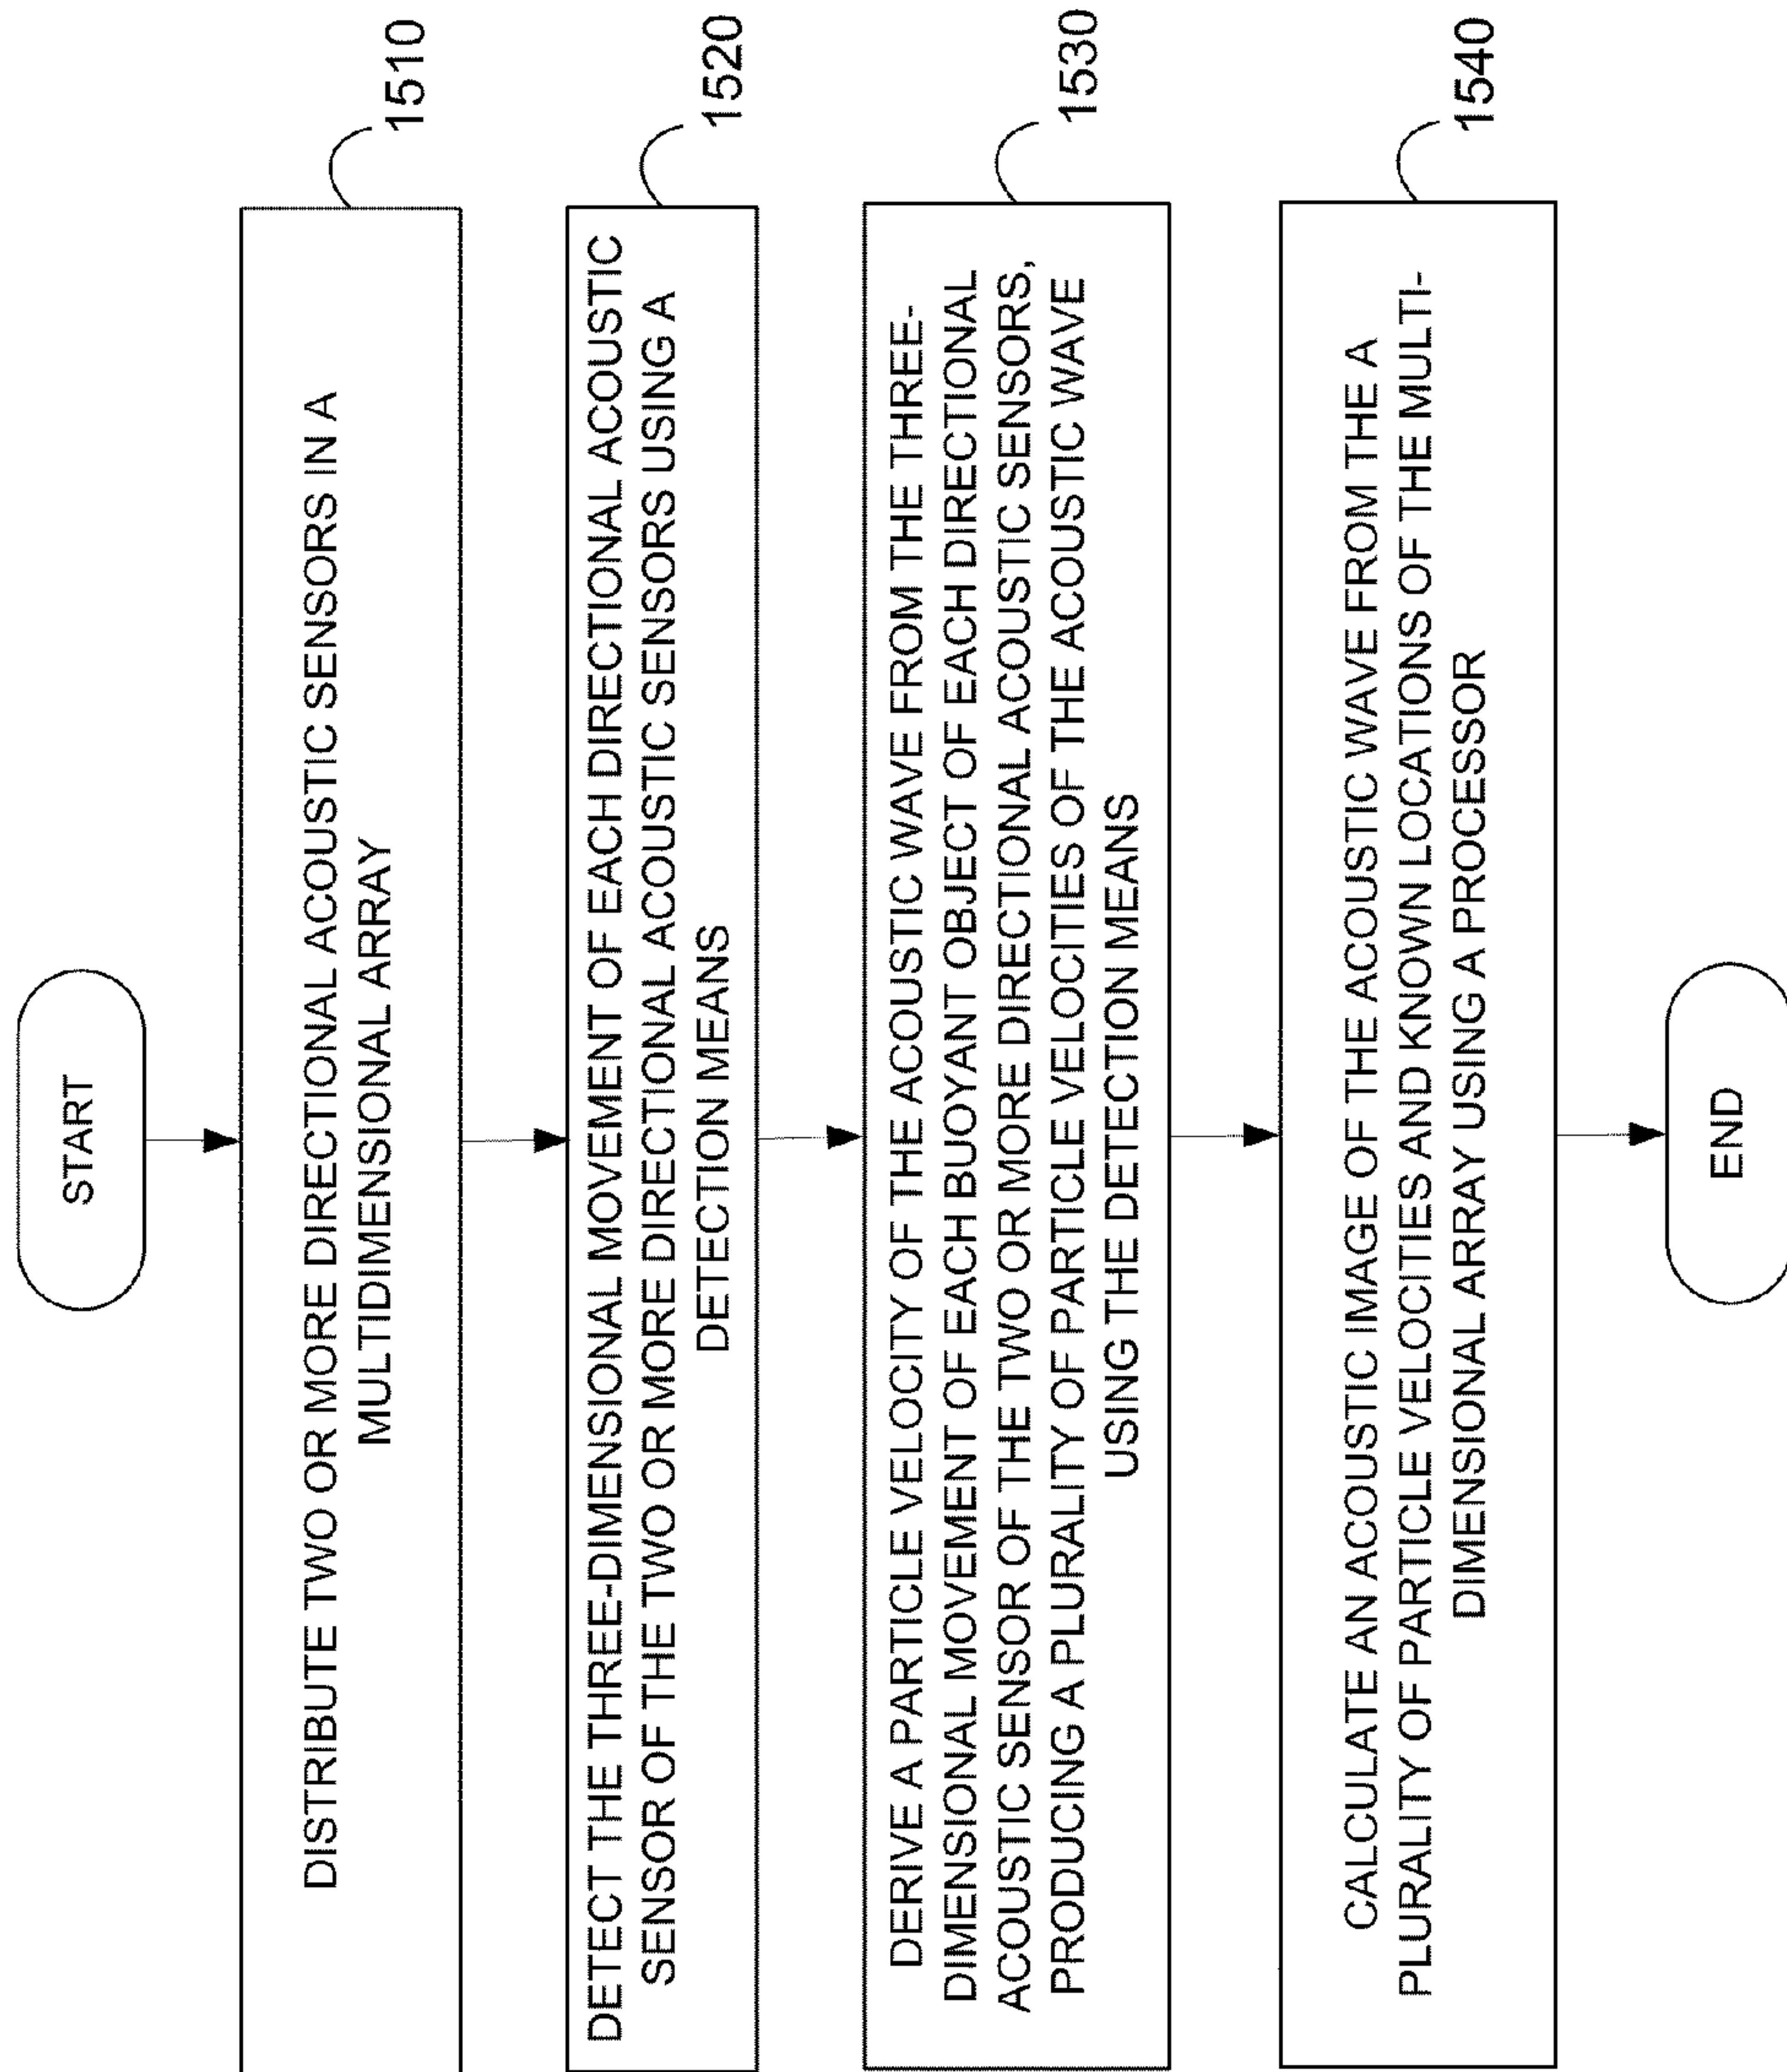 START
DISTRIBUTE TWO OR MORE DIRECTIONAL ACOUSTIC SENSORS IN A
MULTIDIMENSIONAL ARRAY
1510
DETECT THE THREE-DIMENSIONAL MOVEMENT OF EACH DIRECTIONAL ACOUSTIC
SENSOR OF THE TWO OR MORE DIRECTIONAL ACOUSTIC SENSORS USING A
DETECTION MEANS
1520
DERIVE A PARTICLE VELOCITY OF THE ACOUSTIC WAVE FROM THE THREE-
DIMENSIONAL MOVEMENT OF EACH BUOYANT OBJECT OF EACH DIRECTIONAL
ACOUSTIC SENSOR OF THE TWO OR MORE DIRECTIONAL ACOUSTIC SENSORS,
PRODUCING A PLURALITY OF PARTICLE VELOCITIES OF THE ACOUSTIC WAVE
USING THE DETECTION MEANS
1530
CALCULATE AN ACOUSTIC IMAGE OF THE ACOUSTIC WAVE FROM THE A
PLURALITY OF PARTICLE VELOCITIES AND KNOWN LOCATIONS OF THE MULTI-
DIMENSIONAL ARRAY USING A PROCESSOR
1540
END